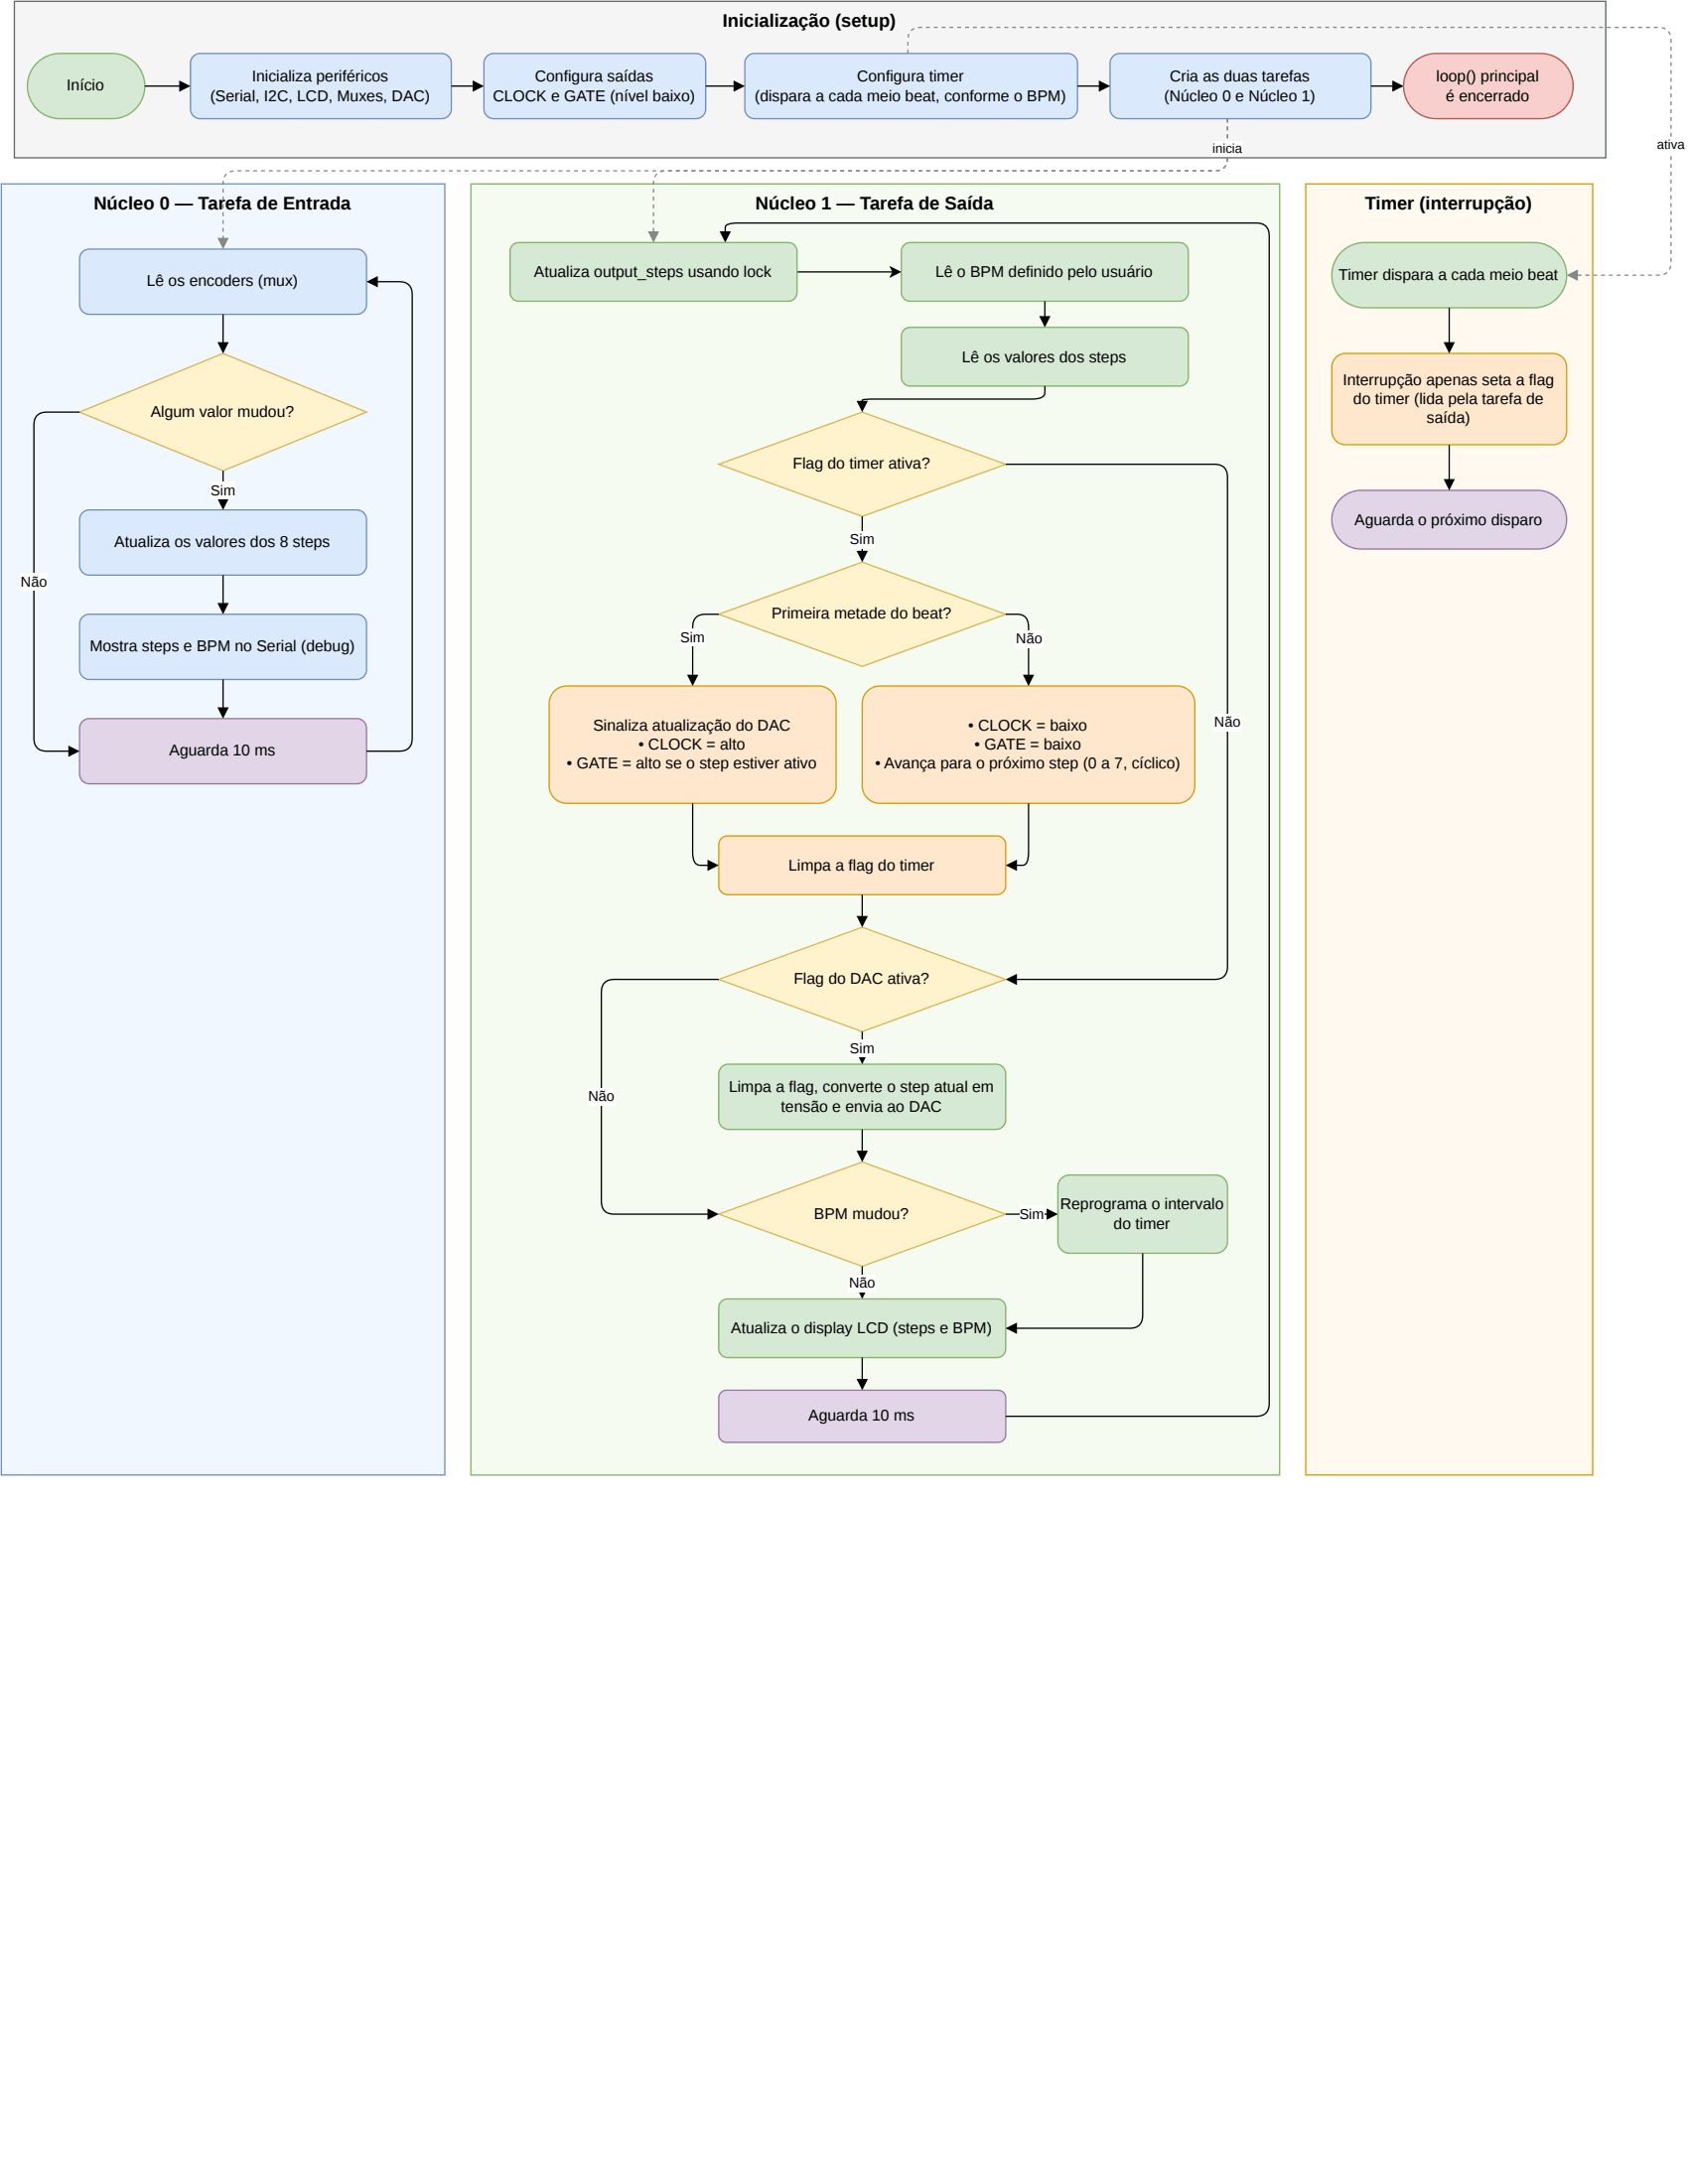 Inicialização (setup)
Início
Inicializa periféricos
(Serial, I2C, LCD, Muxes, DAC)
Configura saídas
CLOCK e GATE (nível baixo)
Configura timer
(dispara a cada meio beat, conforme o BPM)
Cria as duas tarefas
(Núcleo 0 e Núcleo 1)
loop() principal
é encerrado
inicia
ativa
Núcleo 0 — Tarefa de Entrada
Lê os encoders (mux)
Algum valor mudou?
Sim
Não
Atualiza os valores dos 8 steps
Mostra steps e BPM no Serial (debug)
Aguarda 10 ms
Núcleo 1 — Tarefa de Saída
Atualiza output_steps usando lock
Lê o BPM definido pelo usuário
Lê os valores dos steps
Flag do timer ativa?
Sim
Não
Primeira metade do beat?
Sim
Não
Sinaliza atualização do DAC
• CLOCK = alto
• GATE = alto se o step estiver ativo
• CLOCK = baixo
• GATE = baixo
• Avança para o próximo step (0 a 7, cíclico)
Limpa a flag do timer
Flag do DAC ativa?
Sim
Não
Limpa a flag, converte o step atual em
tensão e envia ao DAC
BPM mudou?
Sim
Reprograma o intervalo
do timer
Não
Atualiza o display LCD (steps e BPM)
Aguarda 10 ms
Timer (interrupção)
Timer dispara a cada meio beat
Interrupção apenas seta a flag
do timer (lida pela tarefa de
saída)
Aguarda o próximo disparo